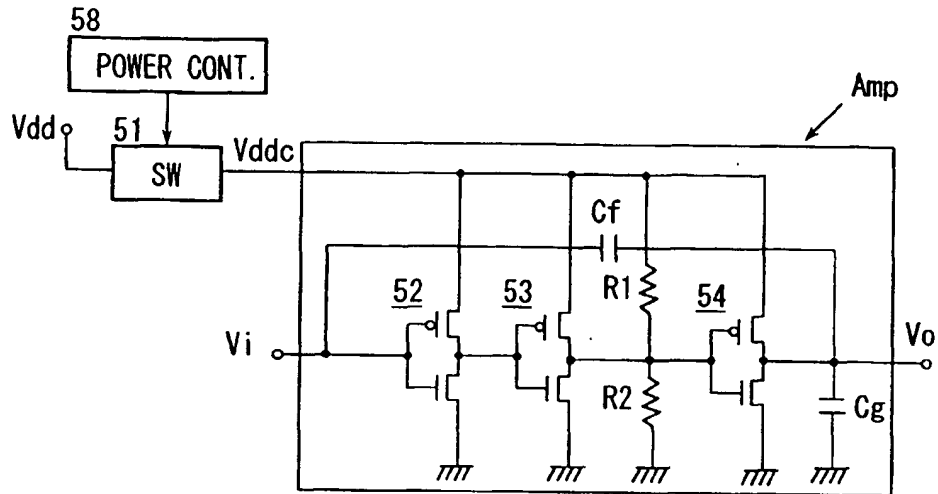 58
POWER CONT.
Amp
Vdd
51
SW
Vddc
Cf
R1
52
53
54
Vi
Vo
R2
Cg